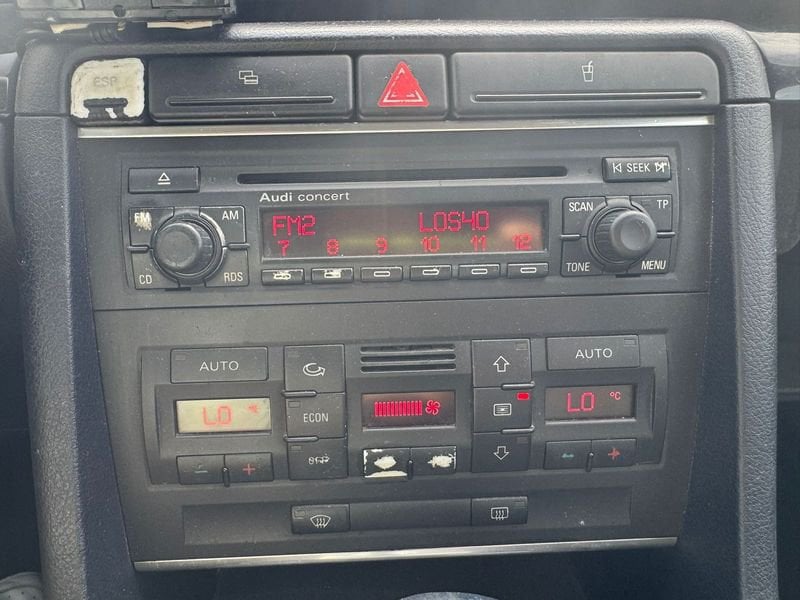 ESP
SEEK
Audi concert
FM AM
SCAN TP
FM2 LOS40
7 8 9 10 11 12
CD RDS
TONE MENU
AUTO
AUTO
LO °C
ECON
LO °C
- +
- +